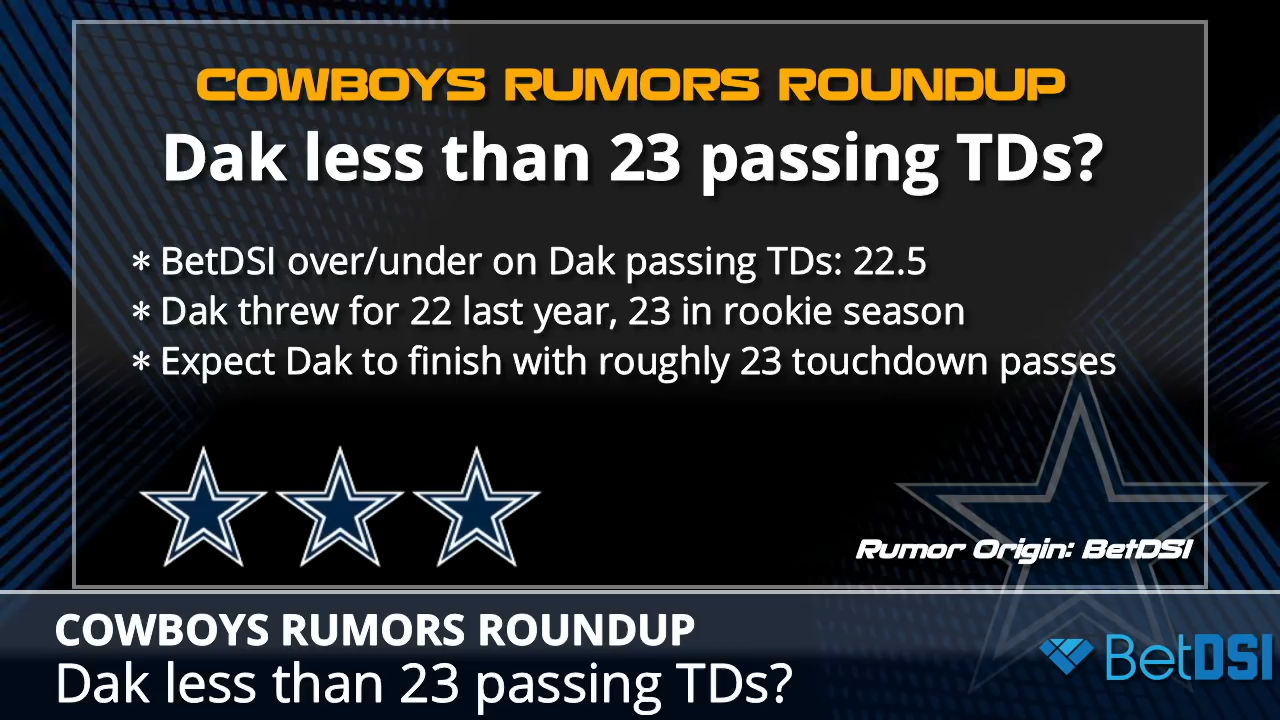 COWBOYS RUMORS ROUNDUP
Dak less than 23 passing TDs?
* BetDSI over/under on Dak passing TDs: 22.5
* Dak threw for 22 last year, 23 in rookie season
* Expect Dak to finish with roughly 23 touchdown passes
Rumor Origin: BetDSI
COWBOYS RUMORS ROUNDUP
Dak less than 23 passing TDs?
BetDSI